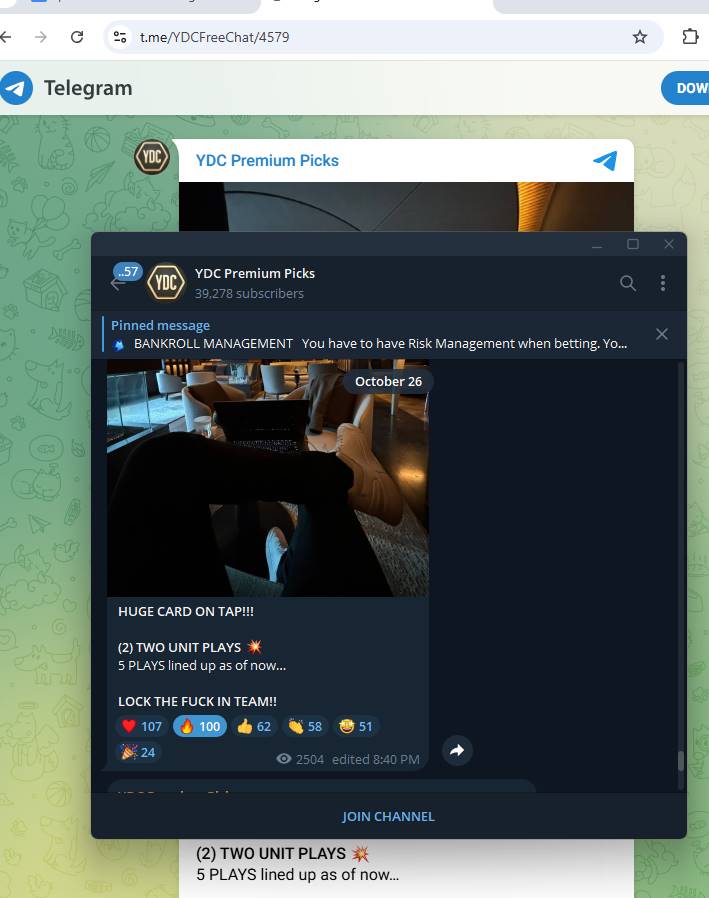 t.me/YDCFreeChat/4579
Telegram
DOW
YDC
YDC Premium Picks
..57
YDC
YDC Premium Picks
39,278 subscribers
Pinned message
BANKROLL MANAGEMENT You have to have Risk Management when betting. Yo...
October 26
HUGE CARD ON TAP!!!
(2) TWO UNIT PLAYS 💥
5 PLAYS lined up as of now...
LOCK THE FUCK IN TEAM!!
❤️ 107 🔥 100 👍 62 👏 58 🤩 51
🎉 24
2504 edited 8:40 PM
JOIN CHANNEL
(2) TWO UNIT PLAYS 💥
5 PLAYS lined up as of now...